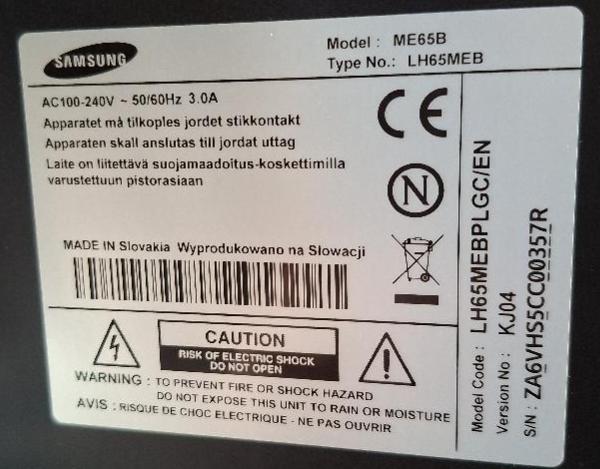 SAMSUNG
Model : ME65B
Type No.: LH65MEB
AC100-240V ~ 50/60Hz 3.0A
Apparatet må tilkoples jordet stikkontakt
Apparaten skall anslutas till jordat uttag
Laite on liitettävä suojamaadoitus-koskettimilla
varustettuun pistorasiaan
CE
N
MADE IN Slovakia Wyprodukowano na Slowacji
CAUTION
RISK OF ELECTRIC SHOCK
DO NOT OPEN
WARNING : TO PREVENT FIRE OR SHOCK HAZARD
DO NOT EXPOSE THIS UNIT TO RAIN OR MOISTURE
AVIS : RISQUE DE CHOC ELECTRIQUE - NE PAS OUVRIR
Model Code : LH65MEBPLGC/EN
Version No : KJ04
S/N : ZA6VHS5CC00357R